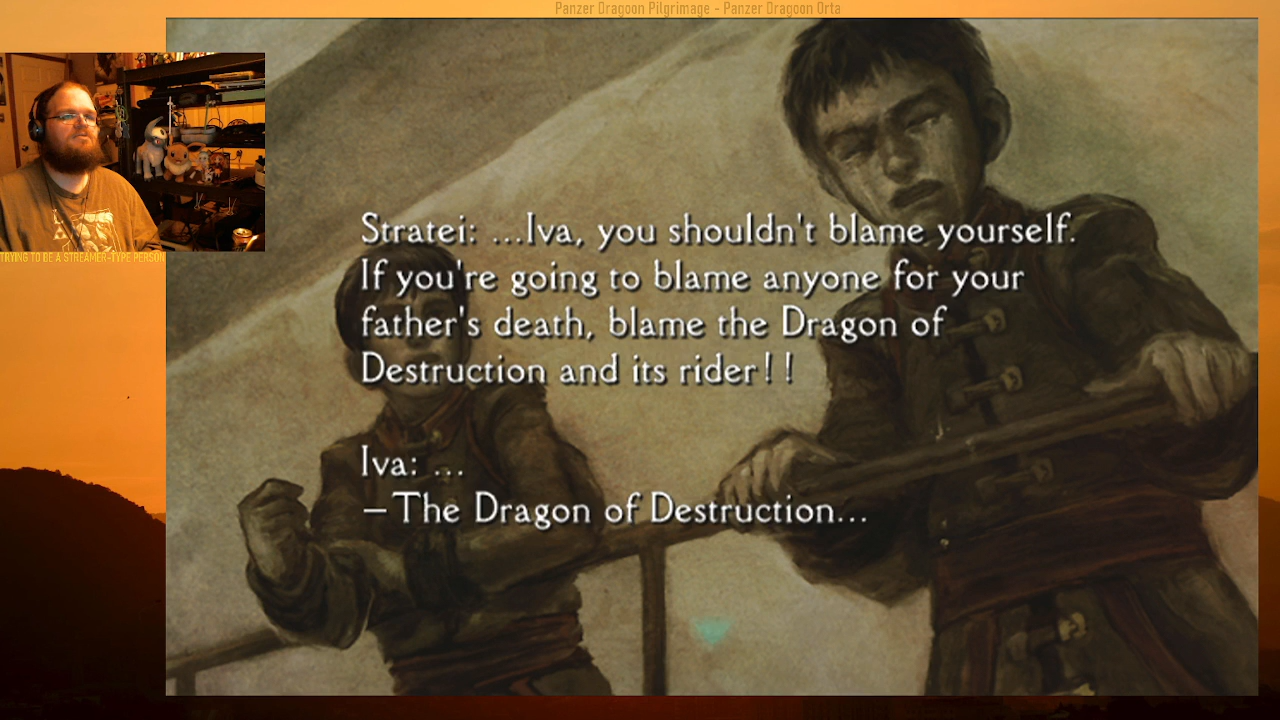 Panzer Dragoon Pilgrimage - Panzer Dragoon Orta
TRYING TO BE A STREAMER-TYPE PERSON
Stratei: ...Iva, you shouldn't blame yourself.
If you're going to blame anyone for your
father's death, blame the Dragon of
Destruction and its rider!!
Iva: ...
—The Dragon of Destruction...